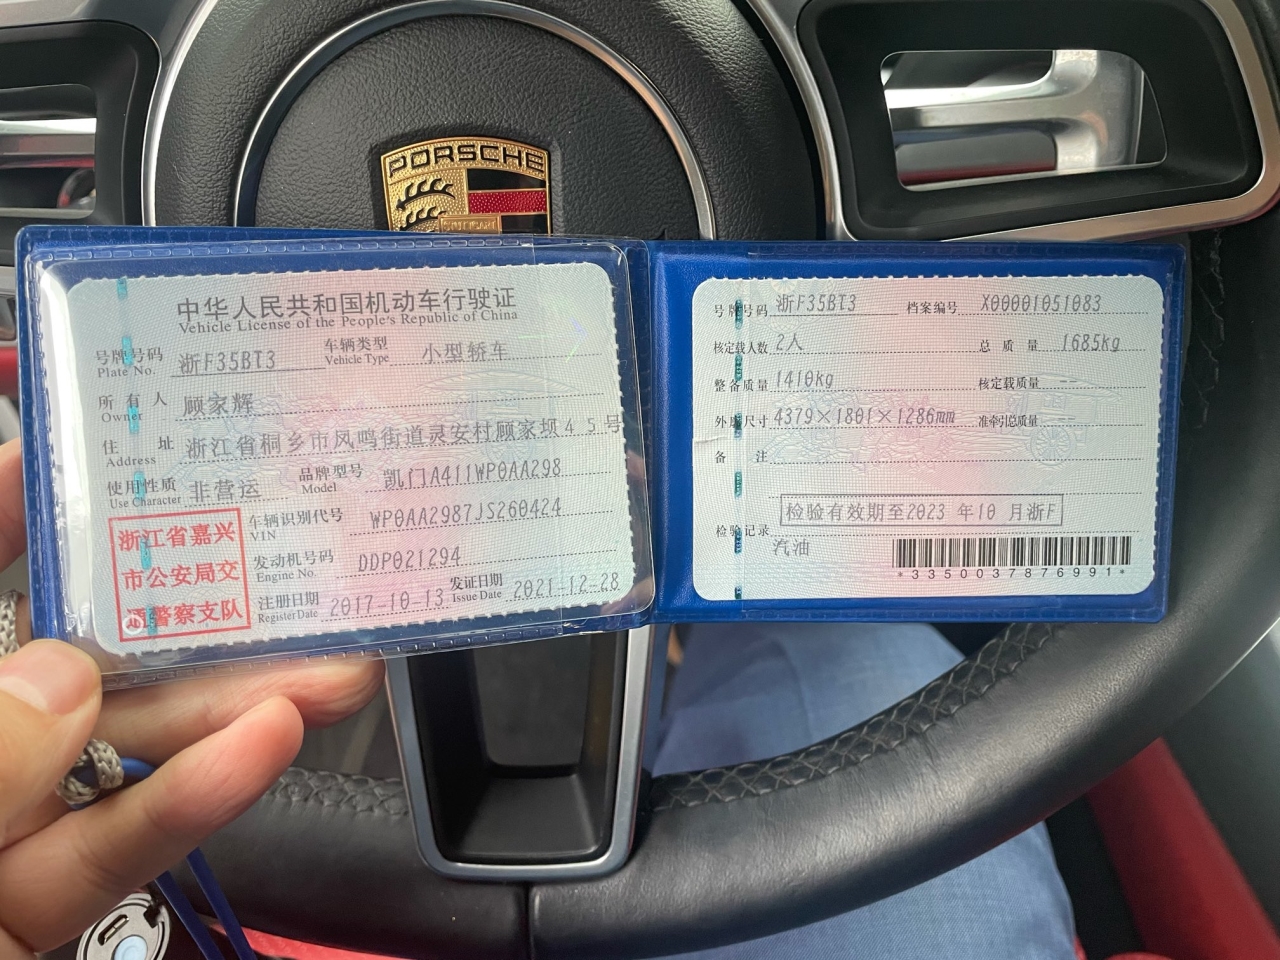 PORSCHE
中华人民共和国机动车行驶证
Vehicle License of the People's Republic of China
号牌号码 浙F35BT3 车辆类型 小型轿车
Plate No. Vehicle Type
所有人 顾家辉
Owner
住址 浙江省桐乡市凤鸣街道灵安村顾家坝45号
Address
使用性质 非营运 品牌型号 凯门A411WP0AA298
Use Character Model
浙江省嘉兴
市公安局交
通警察支队
车辆识别代号 WP0AA2987JS260424
VIN
发动机号码 DDP021294
Engine No.
注册日期 2017-10-13 发证日期 2021-12-28
Register Date Issue Date
号牌号码 浙F35BT3 档案编号 X00001051083
核定载人数 2人 总质量 1685kg
整备质量 1410kg 核定载质量 --
外廓尺寸 4379×1801×1286mm 准牵引总质量 --
备注
检验记录 检验有效期至2023年10月浙F
汽油
*3350037876991*